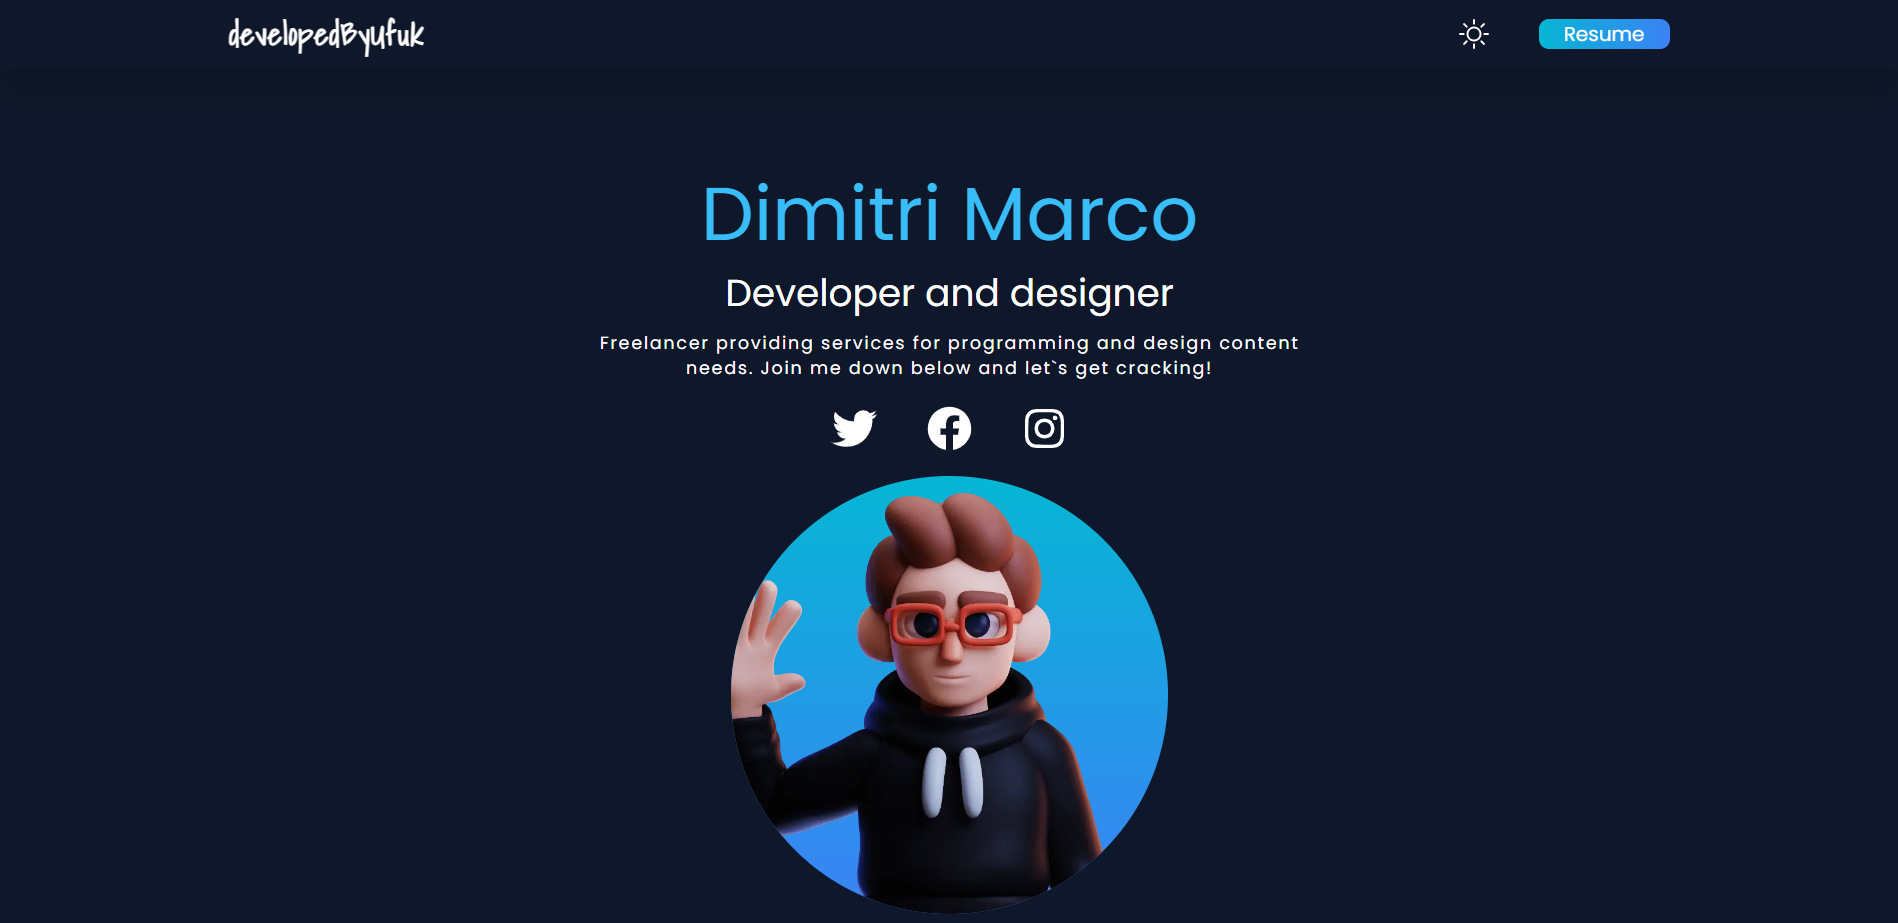 developedByUfuk
Resume
Dimitri Marco
Developer and designer
Freelancer providing services for programming and design content
needs. Join me down below and let`s get cracking!